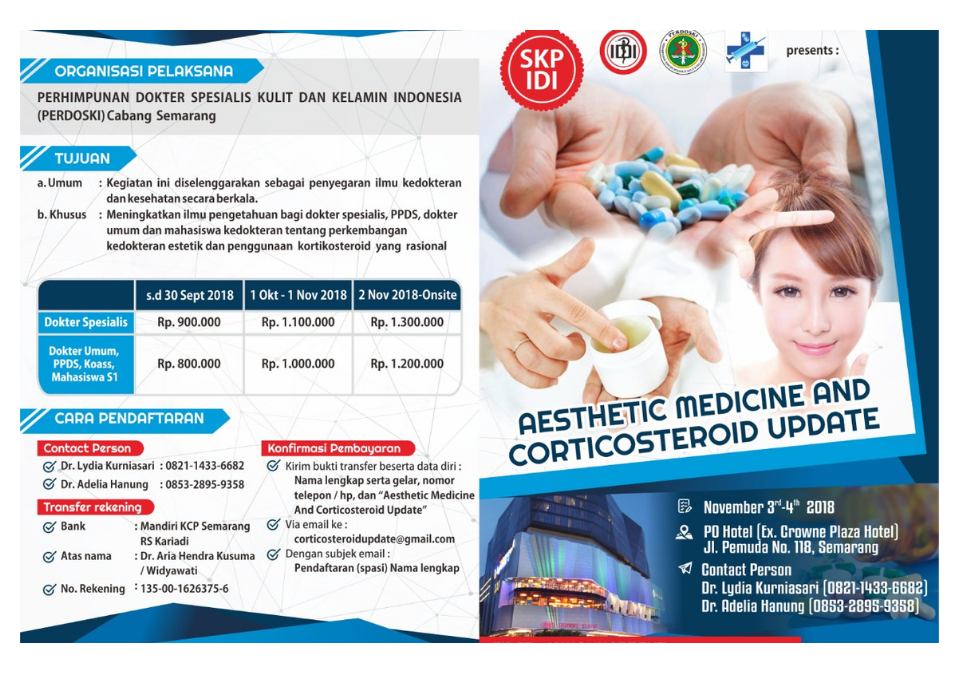 ORGANISASI PELAKSANA
PERHIMPUNAN DOKTER SPESIALIS KULIT DAN KELAMIN INDONESIA
(PERDOSKI) Cabang Semarang
TUJUAN
a. Umum : Kegiatan ini diselenggarakan sebagai penyegaran ilmu kedokteran
dan kesehatan secara berkala.
b. Khusus : Meningkatkan ilmu pengetahuan bagi dokter spesialis, PPDS, dokter
umum dan mahasiswa kedokteran tentang perkembangan
kedokteran estetik dan penggunaan kortikosteroid yang rasional
s.d 30 Sept 2018 1 Okt - 1 Nov 2018 2 Nov 2018-Onsite
Dokter Spesialis Rp. 900.000 Rp. 1.100.000 Rp. 1.300.000
Dokter Umum,
PPDS, Koass, Rp. 800.000 Rp. 1.000.000 Rp. 1.200.000
Mahasiswa S1
CARA PENDAFTARAN
Contact Person
Dr. Lydia Kurniasari : 0821-1433-6682
Dr. Adelia Hanung : 0853-2895-9358
Transfer rekening
Bank : Mandiri KCP Semarang
RS Kariadi
Atas nama : Dr. Aria Hendra Kusuma
/ Widyawati
No. Rekening : 135-00-1626375-6
Konfirmasi Pembayaran
Kirim bukti transfer beserta data diri :
Nama lengkap serta gelar, nomor
telepon / hp, dan “Aesthetic Medicine
And Corticosteroid Update”
Via email ke :
corticosteroidupdate@gmail.com
Dengan subjek email :
Pendaftaran (spasi) Nama lengkap
SKP
IDI
IDI
PERDOSKI
presents :
AESTHETIC MEDICINE AND
CORTICOSTEROID UPDATE
November 3rd-4th 2018
PO Hotel (Ex. Crowne Plaza Hotel)
Jl. Pemuda No. 118, Semarang
Contact Person
Dr. Lydia Kurniasari (0821-1433-6682)
Dr. Adelia Hanung (0853-2895-9358)